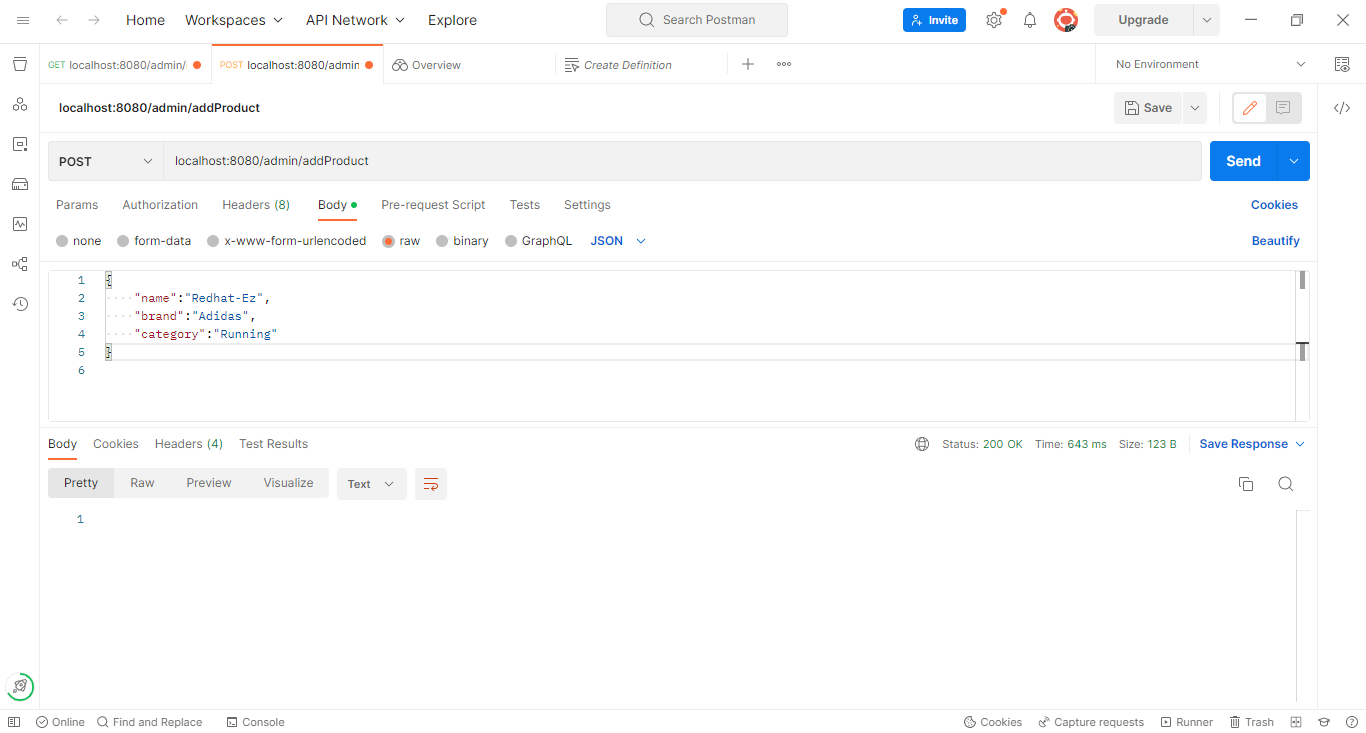 Home Workspaces API Network Explore Search Postman Invite Upgrade
GET localhost:8080/admin/ POST localhost:8080/admin Overview Create Definition No Environment
localhost:8080/admin/addProduct Save
POST localhost:8080/admin/addProduct Send
Params Authorization Headers (8) Body Pre-request Script Tests Settings Cookies
none form-data x-www-form-urlencoded raw binary GraphQL JSON Beautify
1 {
2 "name":"Redhat-Ez",
3 "brand":"Adidas",
4 "category":"Running"
5 }
6
Body Cookies Headers (4) Test Results Status: 200 OK Time: 643 ms Size: 123 B Save Response
Pretty Raw Preview Visualize Text
1
Online Find and Replace Console Cookies Capture requests Runner Trash